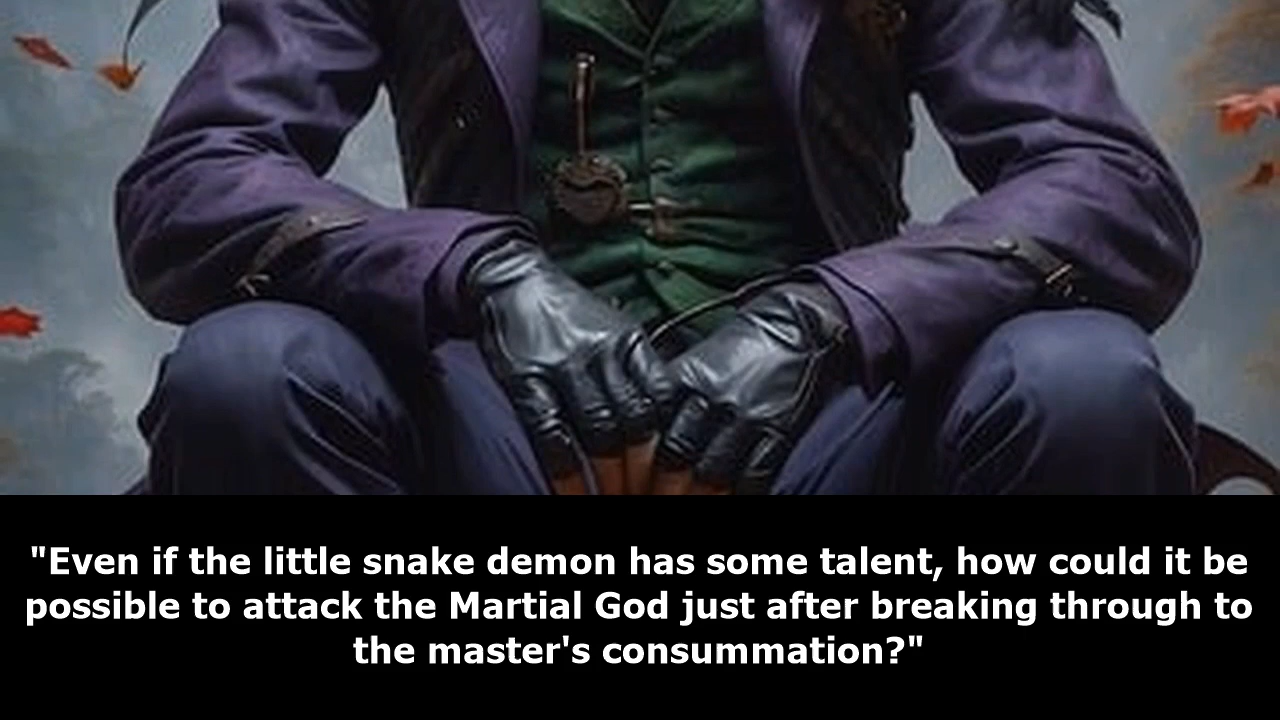 "Even if the little snake demon has some talent, how could it be
possible to attack the Martial God just after breaking through to
the master's consummation?"